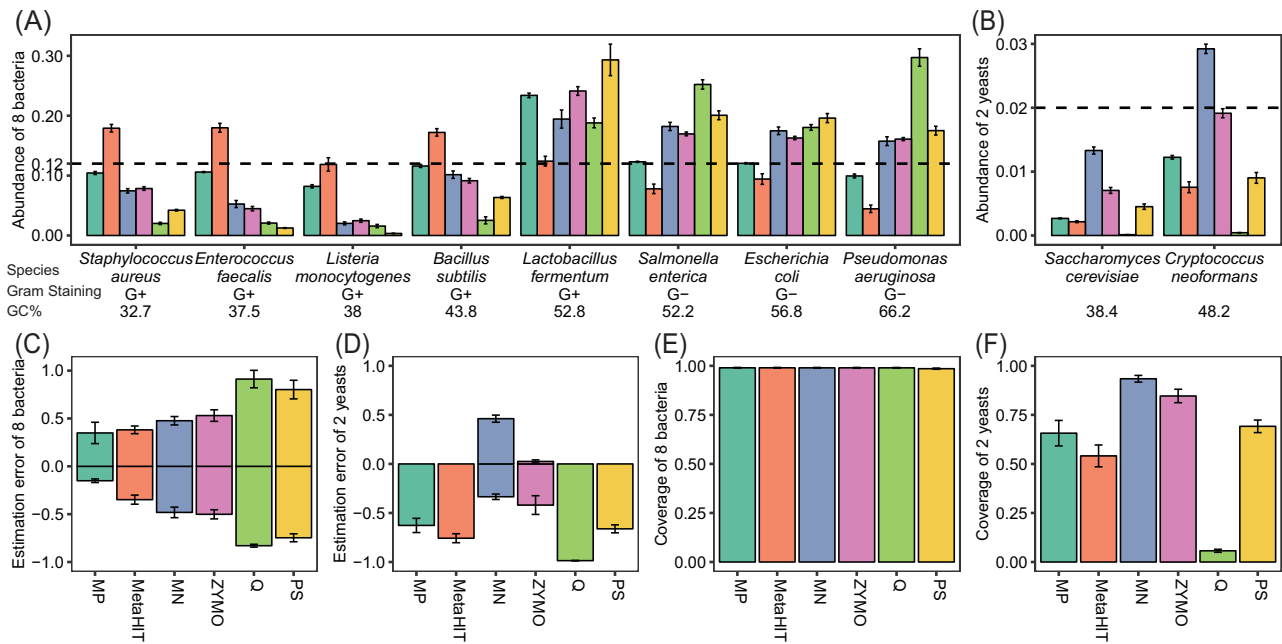 (A)
Abundance of 8 bacteria
0.30
0.20
0.12
0.10
0.00
Species
Gram Staining
GC%
Staphylococcus
aureus
G+
32.7
Enterococcus
faecalis
G+
37.5
Listeria
monocytogenes
G+
38
Bacillus
subtilis
G+
43.8
Lactobacillus
fermentum
G+
52.8
Salmonella
enterica
G−
52.2
Escherichia
coli
G−
56.8
Pseudomonas
aeruginosa
G−
66.2
(B)
Abundance of 2 yeasts
0.03
0.02
0.01
0.00
Saccharomyces
cerevisiae
38.4
Cryptococcus
neoformans
48.2
(C)
Estimation error of 8 bacteria
1.0
0.5
0.0
−0.5
−1.0
MP
MetaHIT
MN
ZYMO
Q
PS
(D)
Estimation error of 2 yeasts
1.0
0.5
0.0
−0.5
−1.0
MP
MetaHIT
MN
ZYMO
Q
PS
(E)
Coverage of 8 bacteria
1.00
0.75
0.50
0.25
0.00
MP
MetaHIT
MN
ZYMO
Q
PS
(F)
Coverage of 2 yeasts
1.00
0.75
0.50
0.25
0.00
MP
MetaHIT
MN
ZYMO
Q
PS